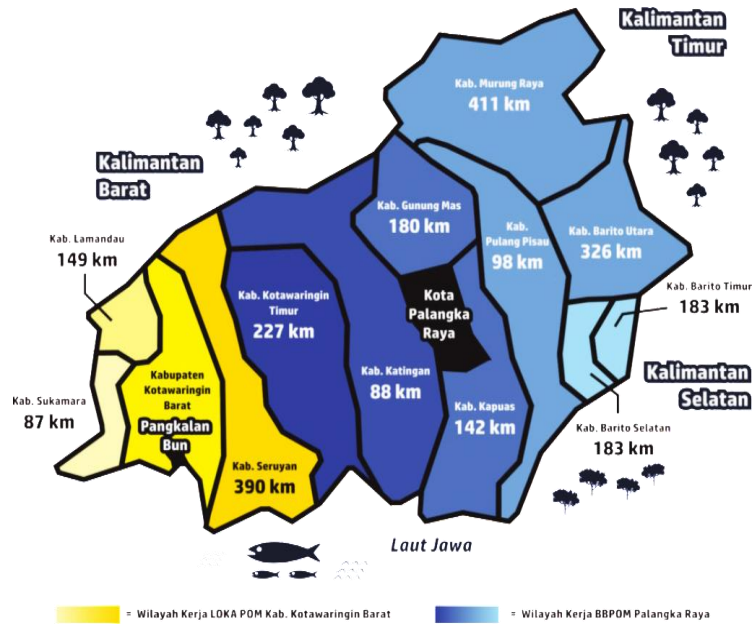 Kalimantan
Timur
Kab. Murung Raya
411 km
Kalimantan
Barat
Kab. Gunung Mas
180 km
Kab.
Pulang Pisau
98 km
Kab. Barito Utara
326 km
Kab. Lamandau
149 km
Kab. Barito Timur
183 km
Kota
Palangka
Raya
Kab. Kotawaringin
Timur
227 km
Kab. Katingan
88 km
Kalimantan
Selatan
Kabupaten
Kotawaringin
Barat
Pangkalan
Bun
Kab. Sukamara
87 km
Kab. Kapuas
142 km
Kab. Barito Selatan
183 km
Kab. Seruyan
390 km
Laut Jawa
= Wilayah Kerja LOKA POM Kab. Kotawaringin Barat
= Wilayah Kerja BBPOM Palangka Raya